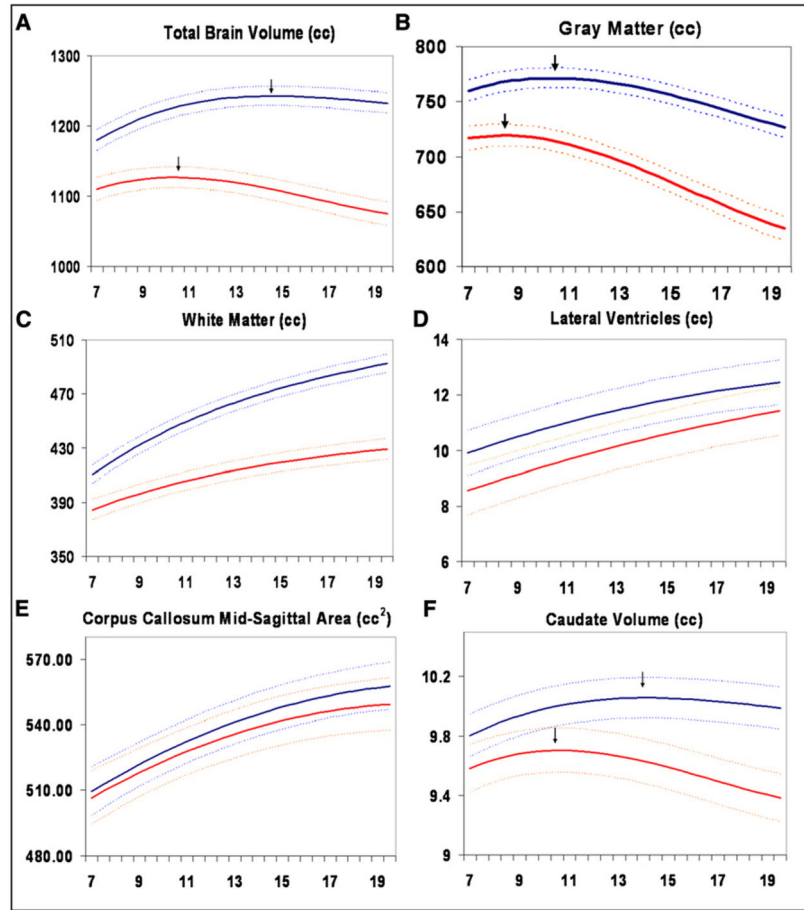 A
Total Brain Volume (cc)
1300
1200
1100
1000
7 9 11 13 15 17 19
B
Gray Matter (cc)
800
750
700
650
600
7 9 11 13 15 17 19
C
White Matter (cc)
510
470
430
390
350
7 9 11 13 15 17 19
D
Lateral Ventricles (cc)
14
12
10
8
6
7 9 11 13 15 17 19
E
Corpus Callosum Mid-Sagittal Area (cc²)
570.00
540.00
510.00
480.00
7 9 11 13 15 17 19
F
Caudate Volume (cc)
10.2
9.8
9.4
9
7 9 11 13 15 17 19